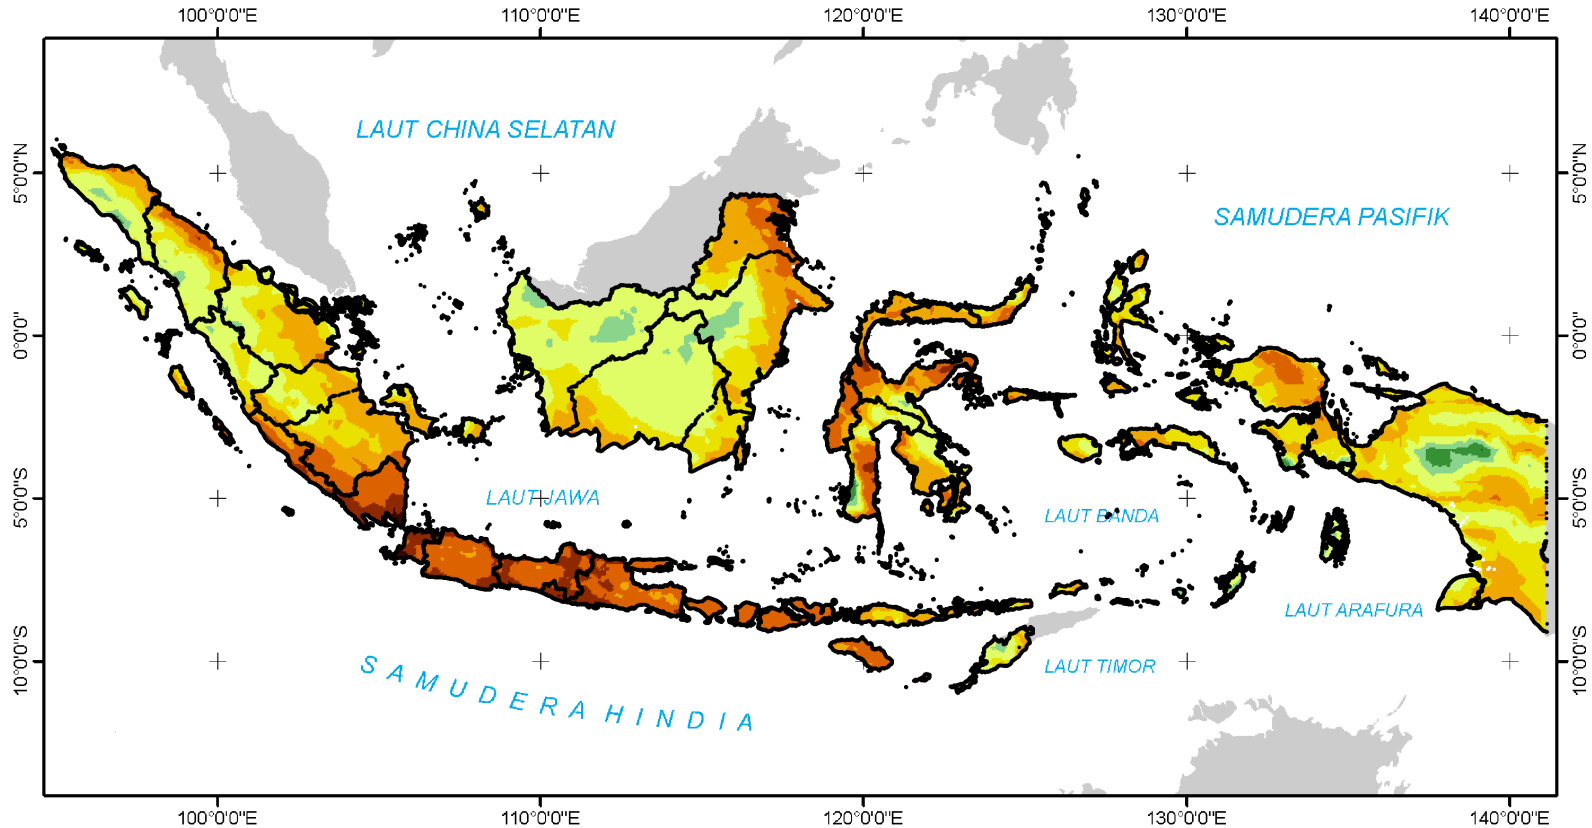 100°0'0"E 110°0'0"E 120°0'0"E 130°0'0"E 140°0'0"E
LAUT CHINA SELATAN
5°0'0"N 5°0'0"N
SAMUDERA PASIFIK
0°0'0" 0°0'0"
5°0'0"S 5°0'0"S
LAUT JAWA
LAUT BANDA
LAUT ARAFURA
10°0'0"S 10°0'0"S
LAUT TIMOR
SAMUDERA HINDIA
100°0'0"E 110°0'0"E 120°0'0"E 130°0'0"E 140°0'0"E